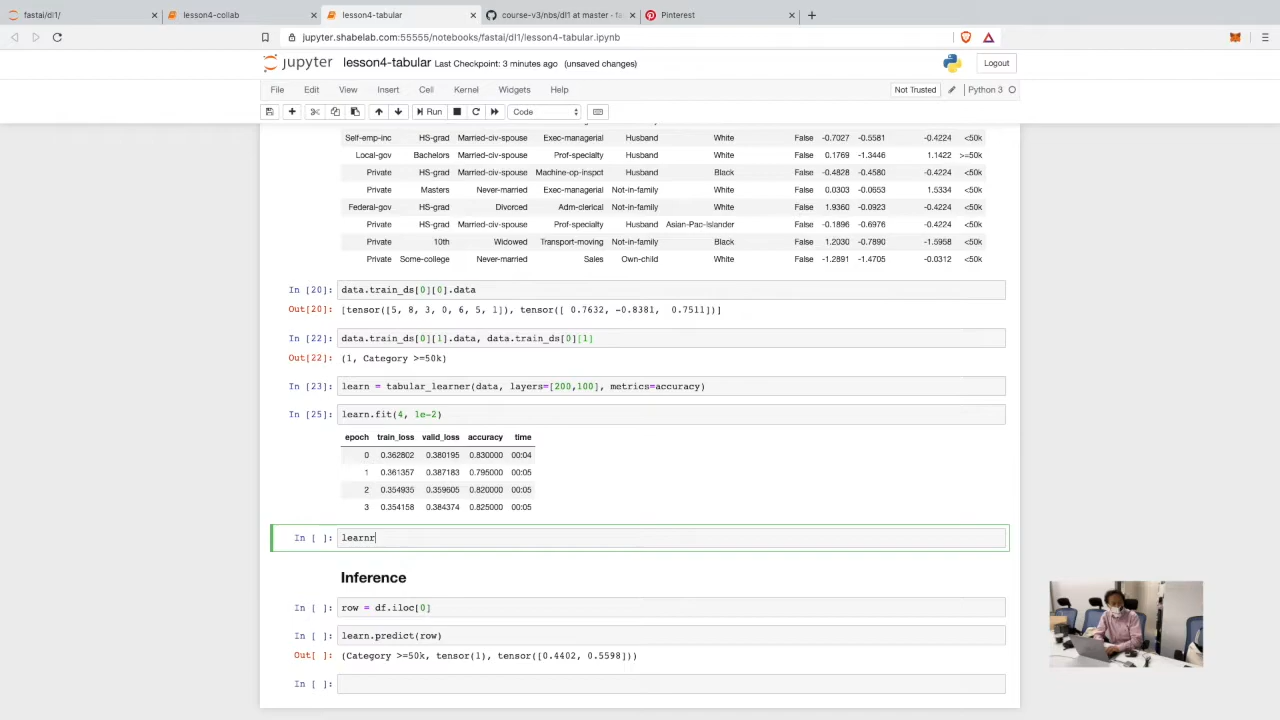 fastai/dl1/
lesson4-collab
lesson4-tabular
course-v3/nbs/dl1 at master · fa
Pinterest
jupyter.shabelab.com:55555/notebooks/fastai/dl1/lesson4-tabular.ipynb
jupyter lesson4-tabular Last Checkpoint: 3 minutes ago (unsaved changes) Logout
File Edit View Insert Cell Kernel Widgets Help Not Trusted Python 3
Run Code
Self-emp-inc HS-grad Married-civ-spouse Exec-managerial Husband White False -0.7027 -0.5581 -0.4224 <50k
Local-gov Bachelors Married-civ-spouse Prof-specialty Husband White False 0.1769 -1.3446 1.1422 >=50k
Private HS-grad Married-civ-spouse Machine-op-inspct Husband Black False -0.4828 -0.4580 -0.4224 <50k
Private Masters Never-married Exec-managerial Not-in-family White False 0.0303 -0.0653 1.5334 <50k
Federal-gov HS-grad Divorced Adm-clerical Not-in-family White False 1.9360 -0.0923 -0.4224 <50k
Private HS-grad Married-civ-spouse Prof-specialty Husband Asian-Pac-Islander False -0.1896 -0.6976 -0.4224 <50k
Private 10th Widowed Transport-moving Not-in-family Black False 1.2030 -0.7890 -1.5958 <50k
Private Some-college Never-married Sales Own-child White False -1.2891 -1.4705 -0.0312 <50k
In [20]: data.train_ds[0][0].data
Out[20]: [tensor([5, 8, 3, 0, 6, 5, 1]), tensor([ 0.7632, -0.8381, 0.7511])]
In [22]: data.train_ds[0][1].data, data.train_ds[0][1]
Out[22]: (1, Category >=50k)
In [23]: learn = tabular_learner(data, layers=[200,100], metrics=accuracy)
In [25]: learn.fit(4, 1e-2)
epoch train_loss valid_loss accuracy time
0 0.362802 0.380195 0.830000 00:04
1 0.361357 0.387183 0.795000 00:05
2 0.354935 0.359605 0.820000 00:05
3 0.354158 0.384374 0.825000 00:05
In [ ]: learnr
Inference
In [ ]: row = df.iloc[0]
In [ ]: learn.predict(row)
Out[ ]: (Category >=50k, tensor(1), tensor([0.4402, 0.5598]))
In [ ]: